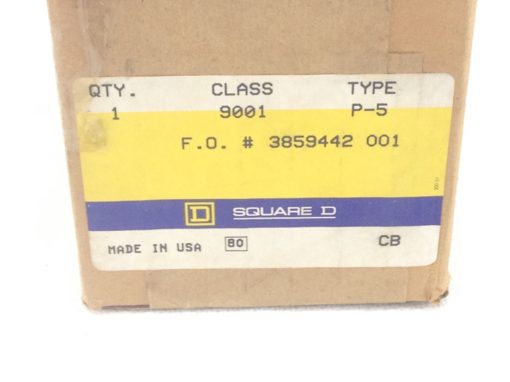 QTY. CLASS TYPE
1 9001 P-5
F.O. # 3859442 001
D SQUARE D
MADE IN USA 80 CB